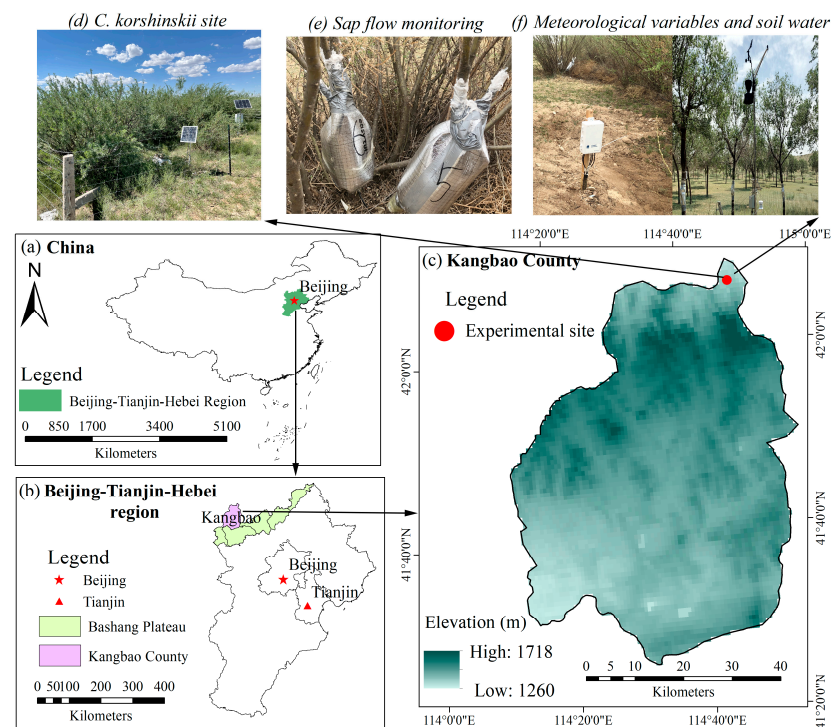 (d) C. korshinskii site
(e) Sap flow monitoring
(f) Meteorological variables and soil water
5
(a) China
N
Beijing
Legend
Beijing-Tianjin-Hebei Region
0 850 1700 3400 5100
Kilometers
(b) Beijing-Tianjin-Hebei
region
Kangbao
Legend
Beijing
Tianjin
Beijing
Tianjin
Bashang Plateau
Kangbao County
0 50100 200 300 400
Kilometers
114°20'0"E 114°40'0"E 115°0'0"E
(c) Kangbao County
Legend
Experimental site
42°0'0"N
42°0'0"N
41°40'0"N
41°40'0"N
41°20'0"N
Elevation (m)
High: 1718
Low: 1260
0 5 10 20 30 40
Kilometers
114°0'0"E 114°20'0"E 114°40'0"E